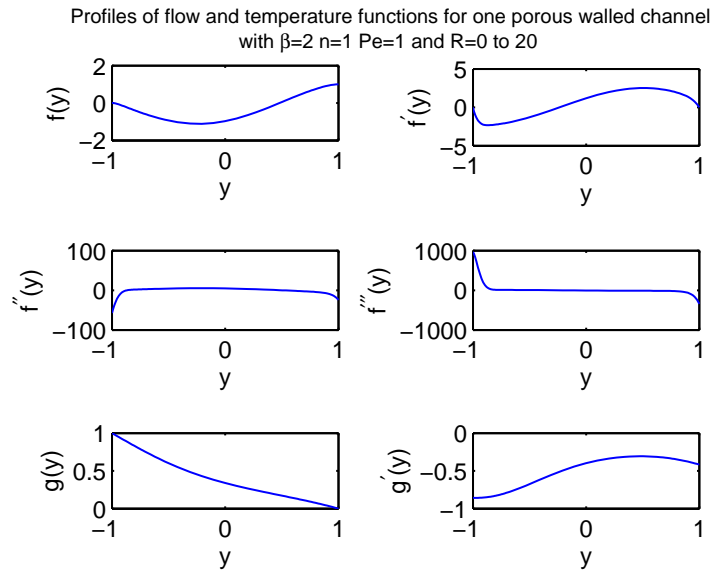 Profiles of flow and temperature functions for one porous walled channel
with β=2 n=1 Pe=1 and R=0 to 20
2
0
−2
−1 0 1
f(y)
y
5
0
−5
−1 0 1
f′(y)
y
100
0
−100
−1 0 1
f′′(y)
y
1000
0
−1000
−1 0 1
f′′′(y)
y
1
0.5
0
−1 0 1
g(y)
y
0
−0.5
−1
−1 0 1
g′(y)
y